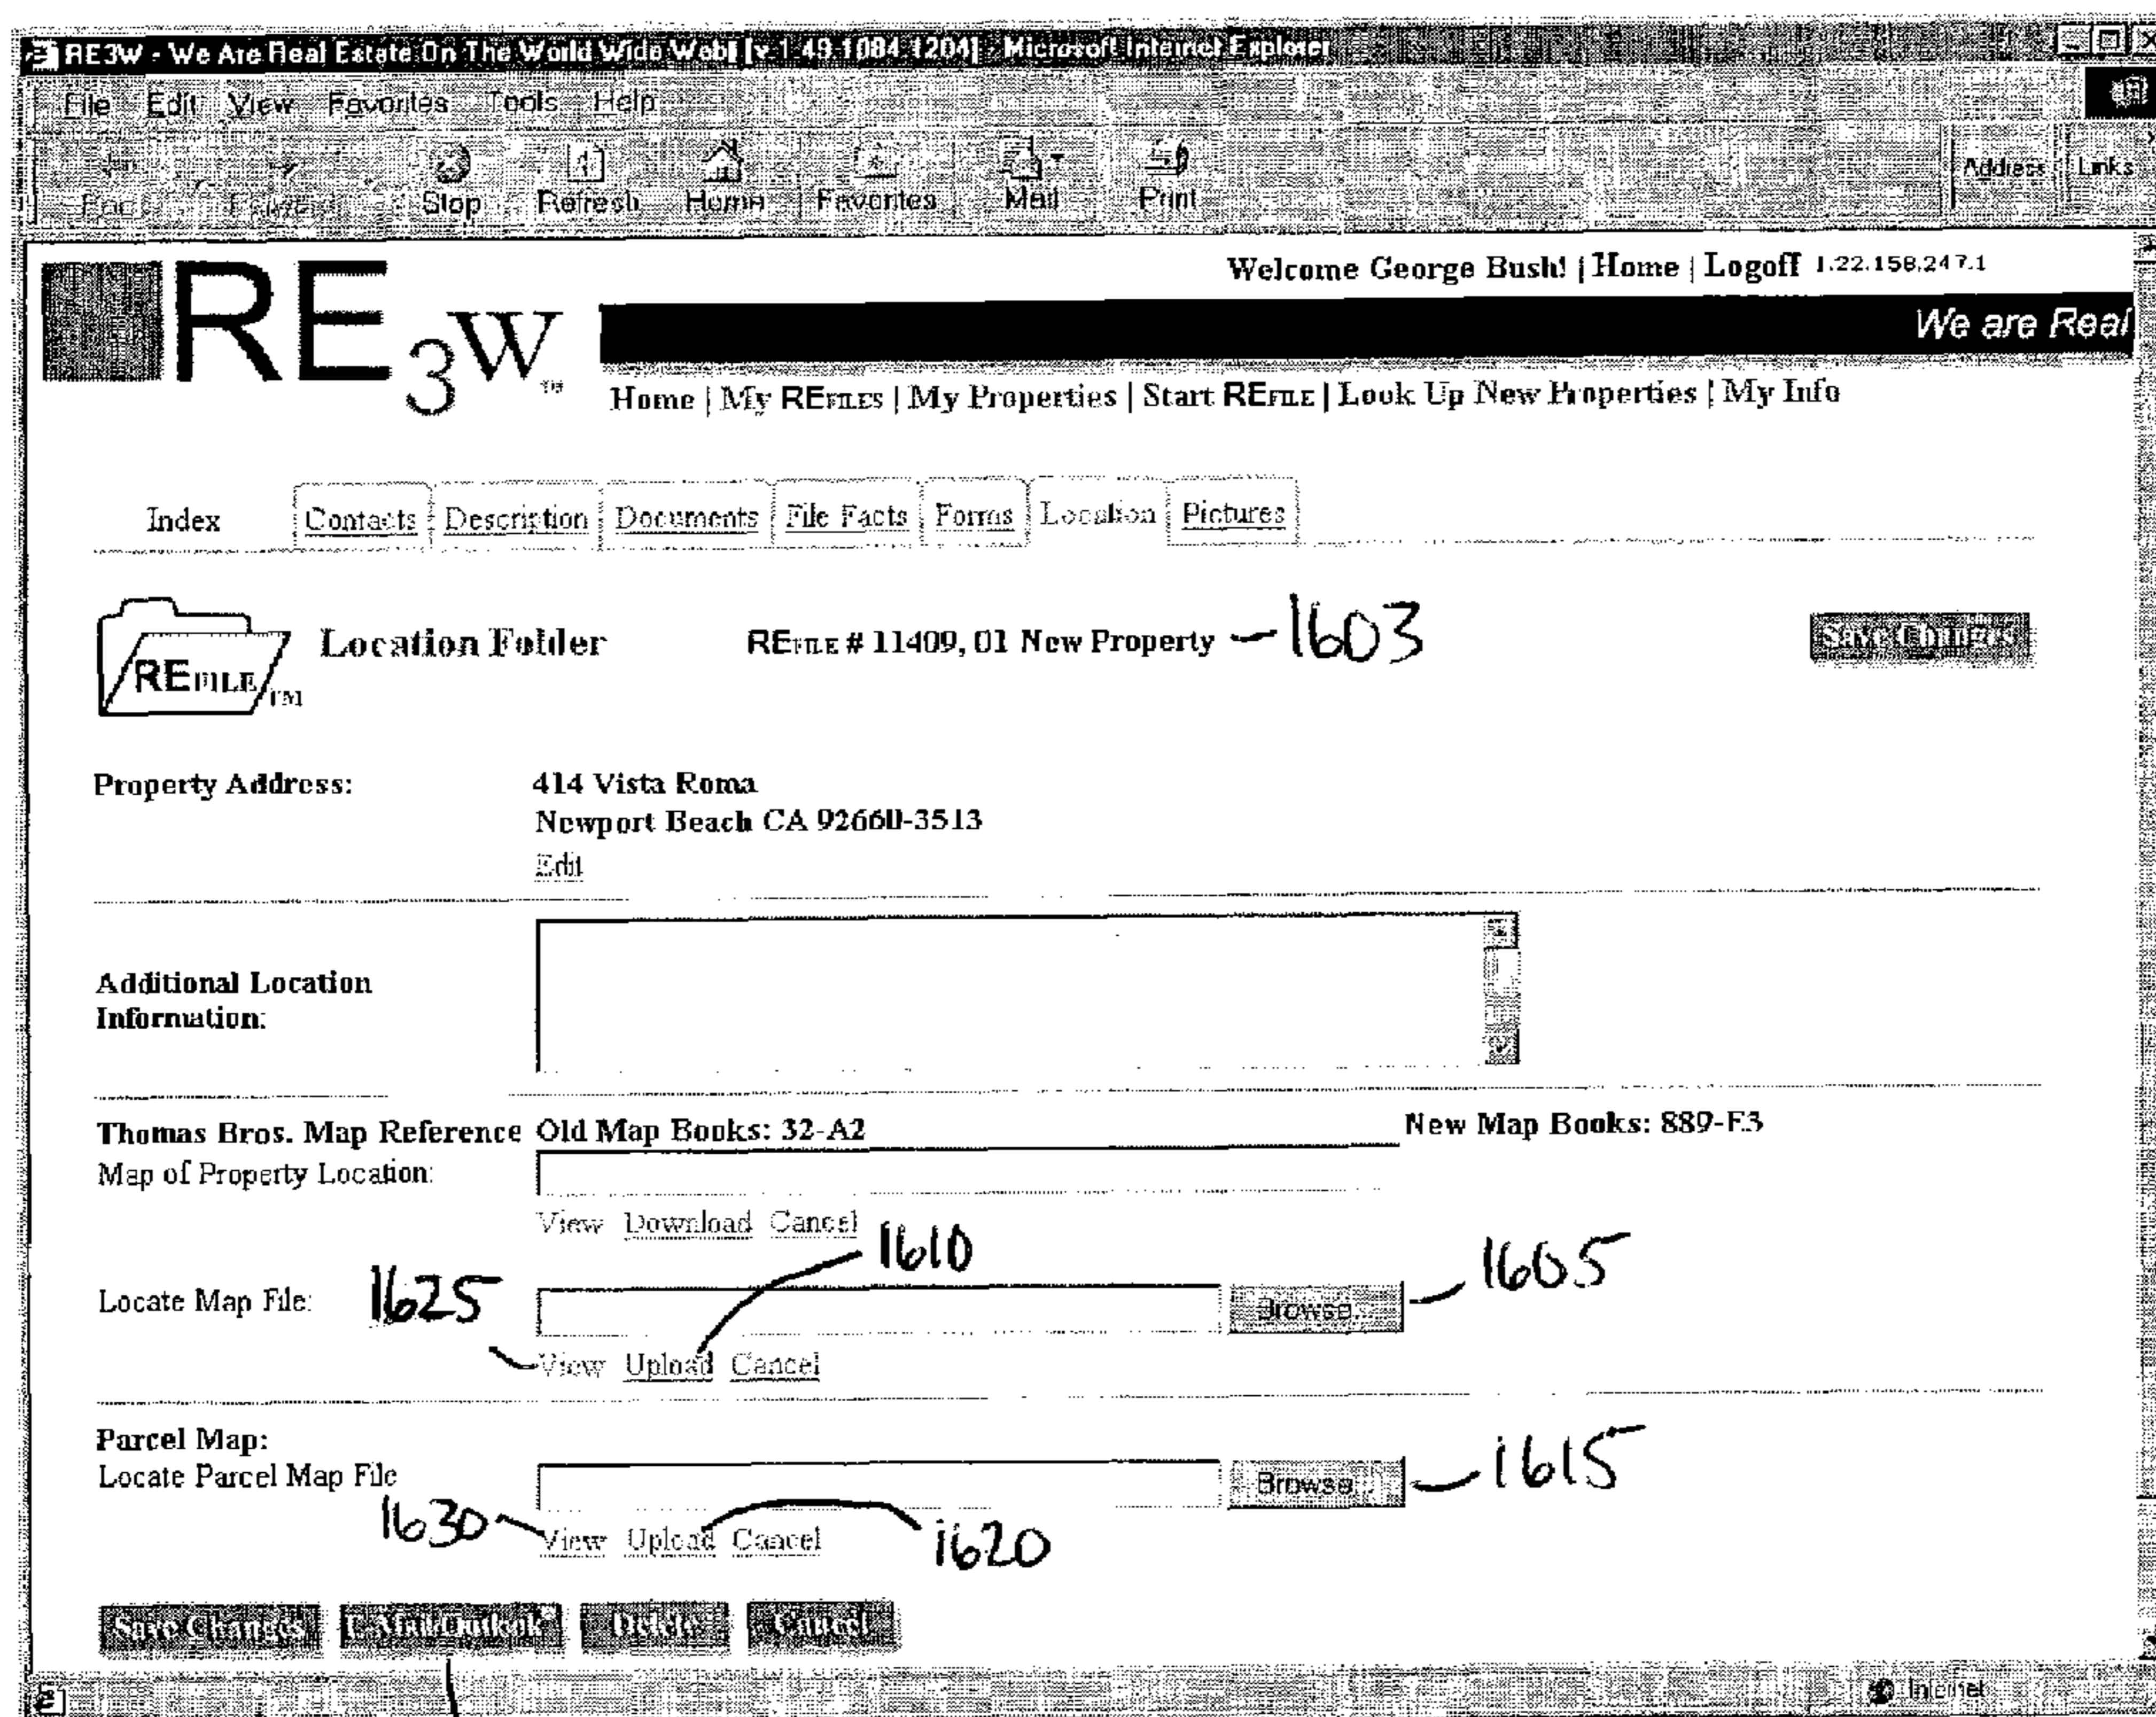 RE3W - We Are Real Estate On The World Wide Web! [v 1.49.1084.1204] - Microsoft Internet Explorer
File Edit View Favorites Tools Help
Stop Refresh Home Favorites Mail Print Address Links
Welcome George Bush! | Home | Logoff 1.22.158.247.1
RE3W TM
We are Real
Home | My REFILES | My Properties | Start REFILE | Look Up New Properties | My Info
Index Contacts Description Documents File Facts Forms Location Pictures
REFILE TM Location Folder REFILE # 11409, 01 New Property 1603 Save Changes
Property Address: 414 Vista Roma
Newport Beach CA 92660-3513
Edit
Additional Location
Information:
Thomas Bros. Map Reference Old Map Books: 32-A2 New Map Books: 889-E3
Map of Property Location:
View Download Cancel
1610
Locate Map File: 1625 Browse... 1605
View Upload Cancel
Parcel Map:
Locate Parcel Map File Browse... 1615
1630 View Upload Cancel 1620
Save Changes E-Mail/Outlook Delete Cancel
Internet